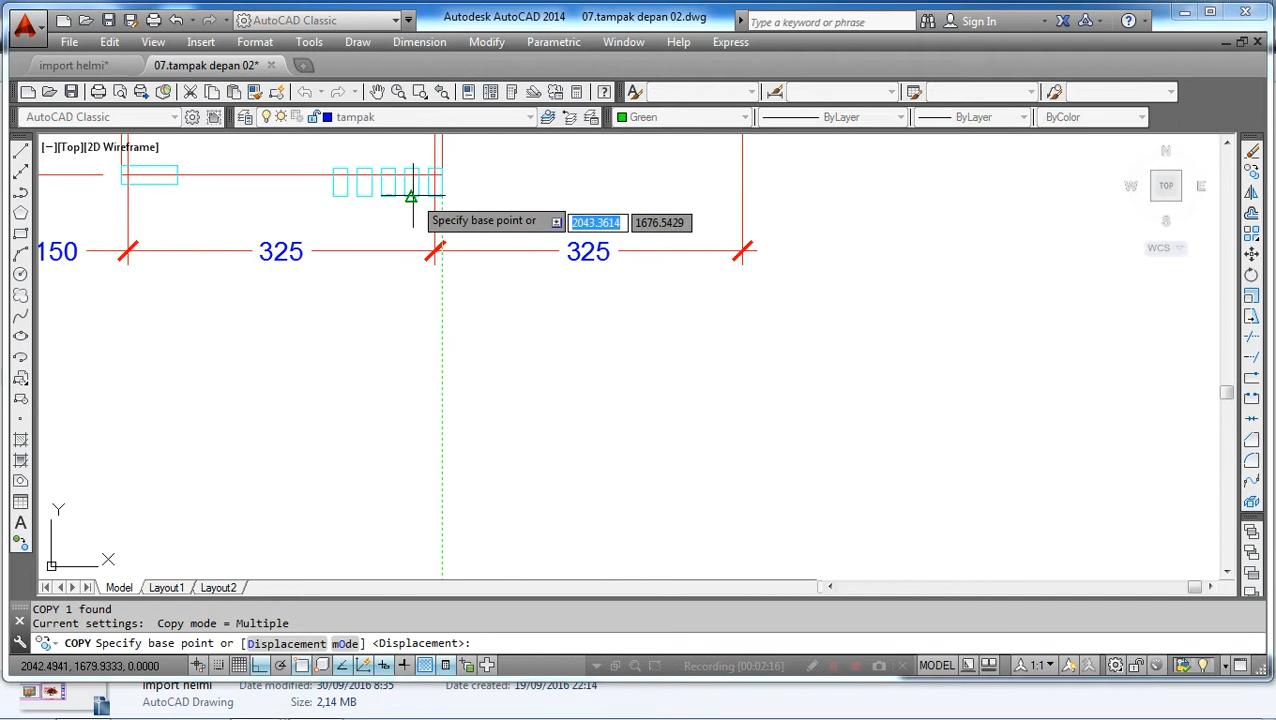 AutoCAD Classic
Autodesk AutoCAD 2014 07.tampak depan 02.dwg
Type a keyword or phrase
Sign In
File Edit View Insert Format Tools Draw Dimension Modify Parametric Window Help Express
import helmi* 07.tampak depan 02*
AutoCAD Classic tampak Green ByLayer ByLayer ByColor
[−][Top][2D Wireframe]
N
W TOP E
S
WCS
Specify base point or 2043.3614 1676.5429
150 325 325
Y
X
Model Layout1 Layout2
COPY 1 found
Current settings: Copy mode = Multiple
COPY Specify base point or [Displacement mOde] <Displacement>:
2042.4941, 1679.9333, 0.0000 Recording [00:02:16] MODEL 1:1
import helmi Date modified: 30/09/2016 8:35 Date created: 19/09/2016 22:14
AutoCAD Drawing Size: 2,14 MB